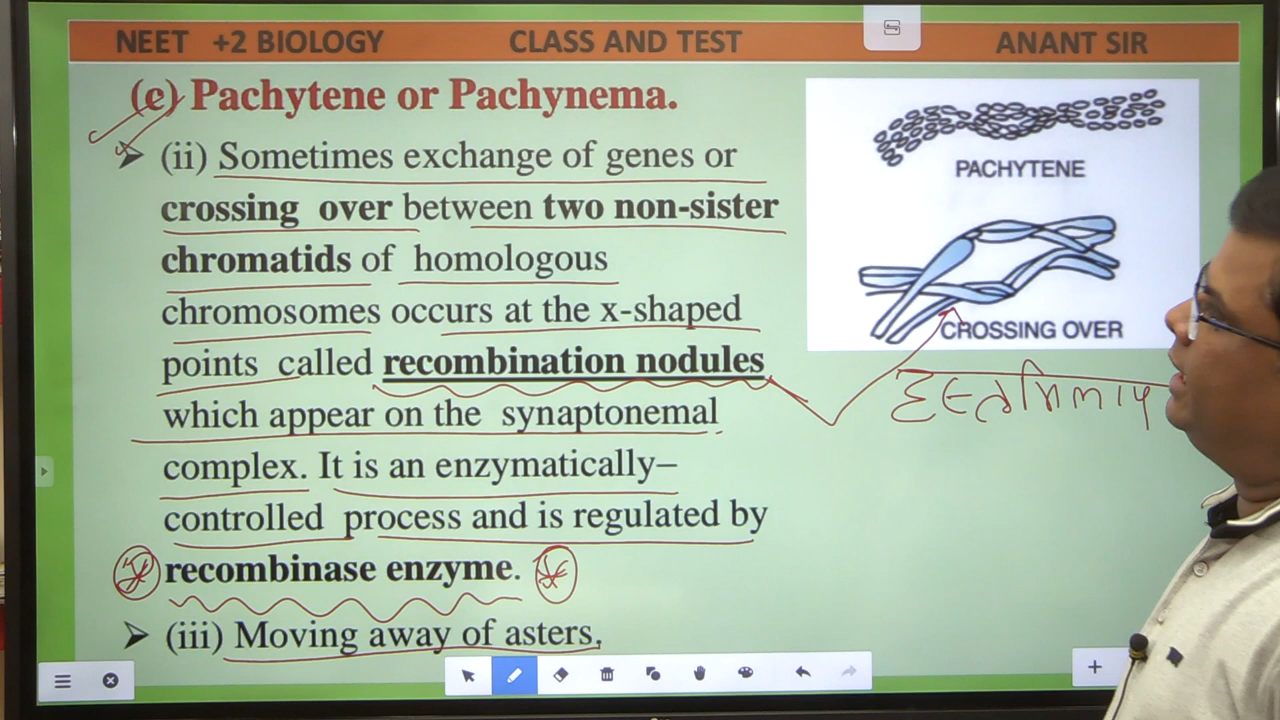 NEET +2 BIOLOGY CLASS AND TEST ANANT SIR
(c) Pachytene or Pachynema.
➤ (ii) Sometimes exchange of genes or
crossing over between two non-sister
chromatids of homologous
chromosomes occurs at the x-shaped
points called recombination nodules
which appear on the synaptonemal
complex. It is an enzymatically–
controlled process and is regulated by
recombinase enzyme.
➤ (iii) Moving away of asters.
PACHYTENE
CROSSING OVER